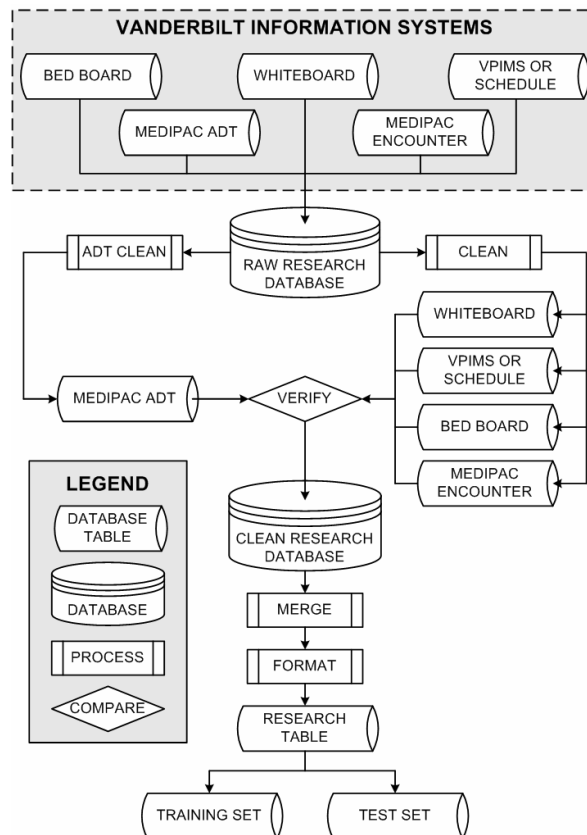 VANDERBILT INFORMATION SYSTEMS
BED BOARD
WHITEBOARD
VPIMS OR
SCHEDULE
MEDIPAC ADT
MEDIPAC
ENCOUNTER
ADT CLEAN
RAW RESEARCH
DATABASE
CLEAN
WHITEBOARD
VPIMS OR
SCHEDULE
BED BOARD
MEDIPAC
ENCOUNTER
MEDIPAC ADT
VERIFY
LEGEND
DATABASE
TABLE
DATABASE
PROCESS
COMPARE
CLEAN RESEARCH
DATABASE
MERGE
FORMAT
RESEARCH
TABLE
TRAINING SET
TEST SET